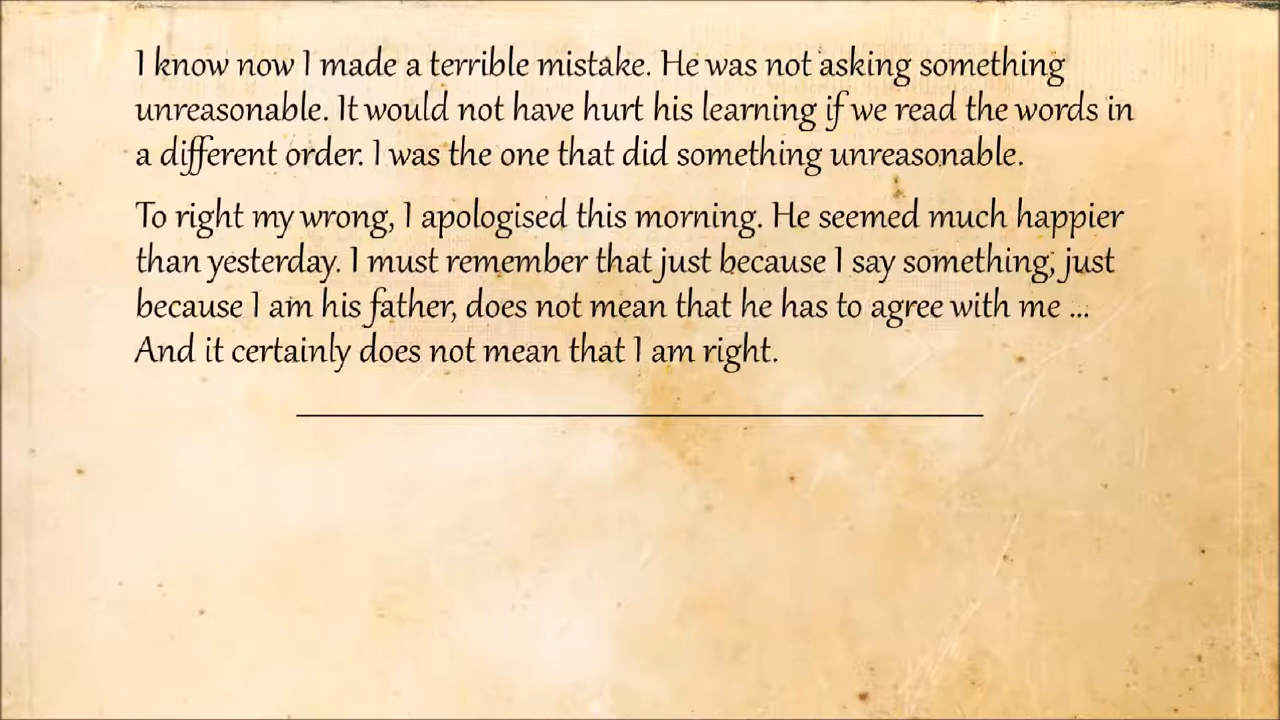 I know now I made a terrible mistake. He was not asking something
unreasonable. It would not have hurt his learning if we read the words in
a different order. I was the one that did something unreasonable.
To right my wrong, I apologised this morning. He seemed much happier
than yesterday. I must remember that just because I say something, just
because I am his father, does not mean that he has to agree with me ...
And it certainly does not mean that I am right.